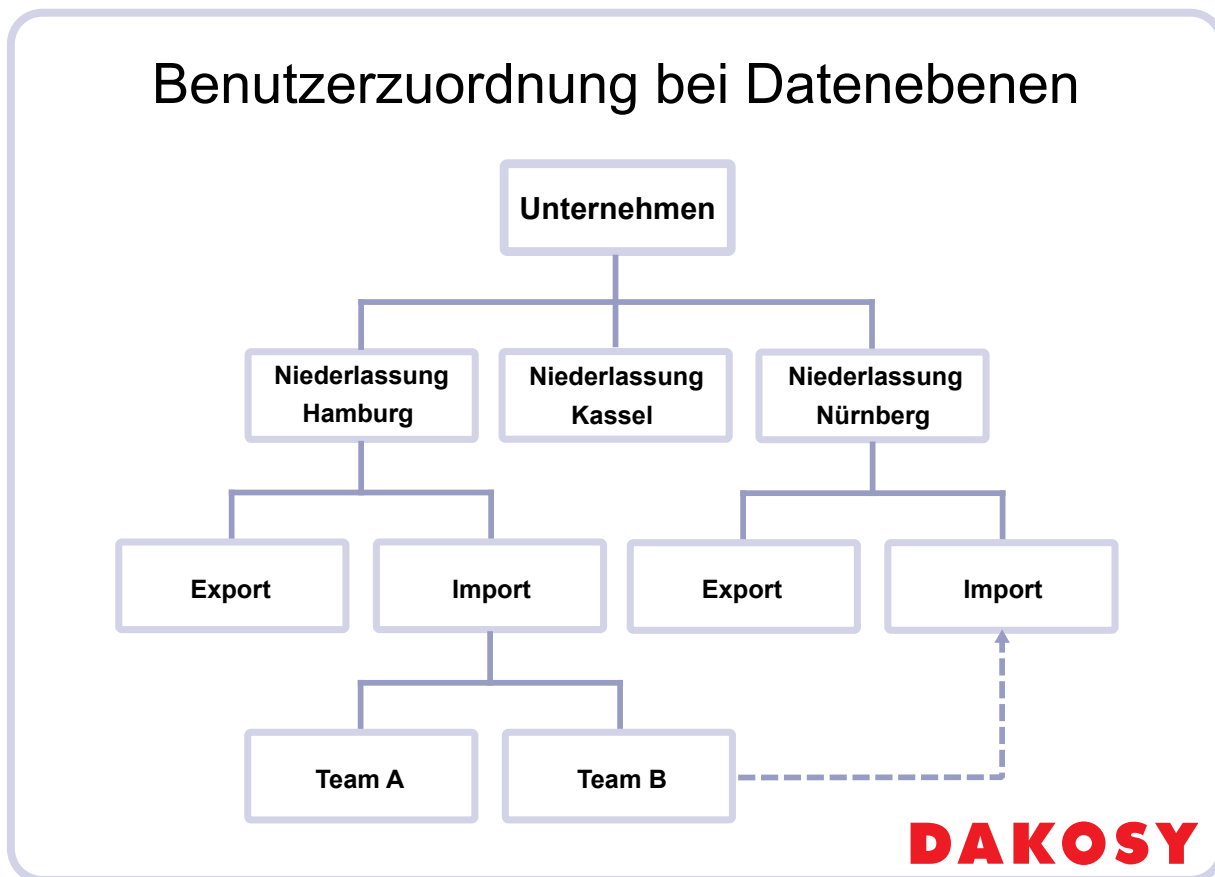 Benutzerzuordnung bei Datenebenen
Unternehmen
Niederlassung
Hamburg
Niederlassung
Kassel
Niederlassung
Nürnberg
Export
Import
Export
Import
Team A
Team B
DAKOSY